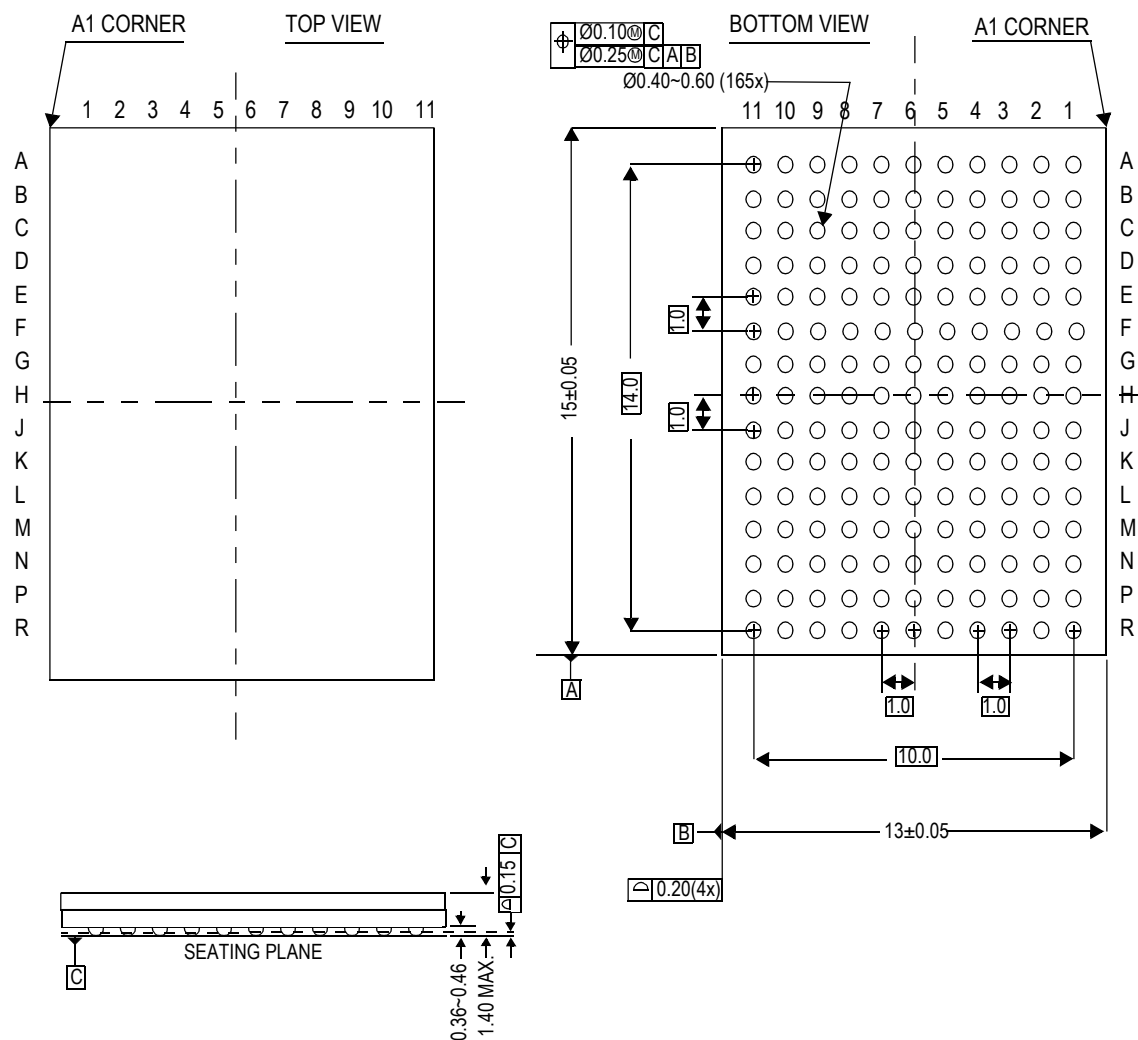 A1 CORNER
TOP VIEW
1 2 3 4 5 6 7 8 9 10 11
A
B
C
D
E
F
G
H
J
K
L
M
N
P
R
Ø0.10Ⓜ C
Ø0.25Ⓜ C A B
BOTTOM VIEW
A1 CORNER
Ø0.40~0.60 (165x)
11 10 9 8 7 6 5 4 3 2 1
A
B
C
D
E
F
G
H
J
K
L
M
N
P
R
1.0
1.0
14.0
15±0.05
A
1.0
1.0
10.0
B
13±0.05
0.20(4x)
0.15 C
SEATING PLANE
C
0.36~0.46
1.40 MAX.